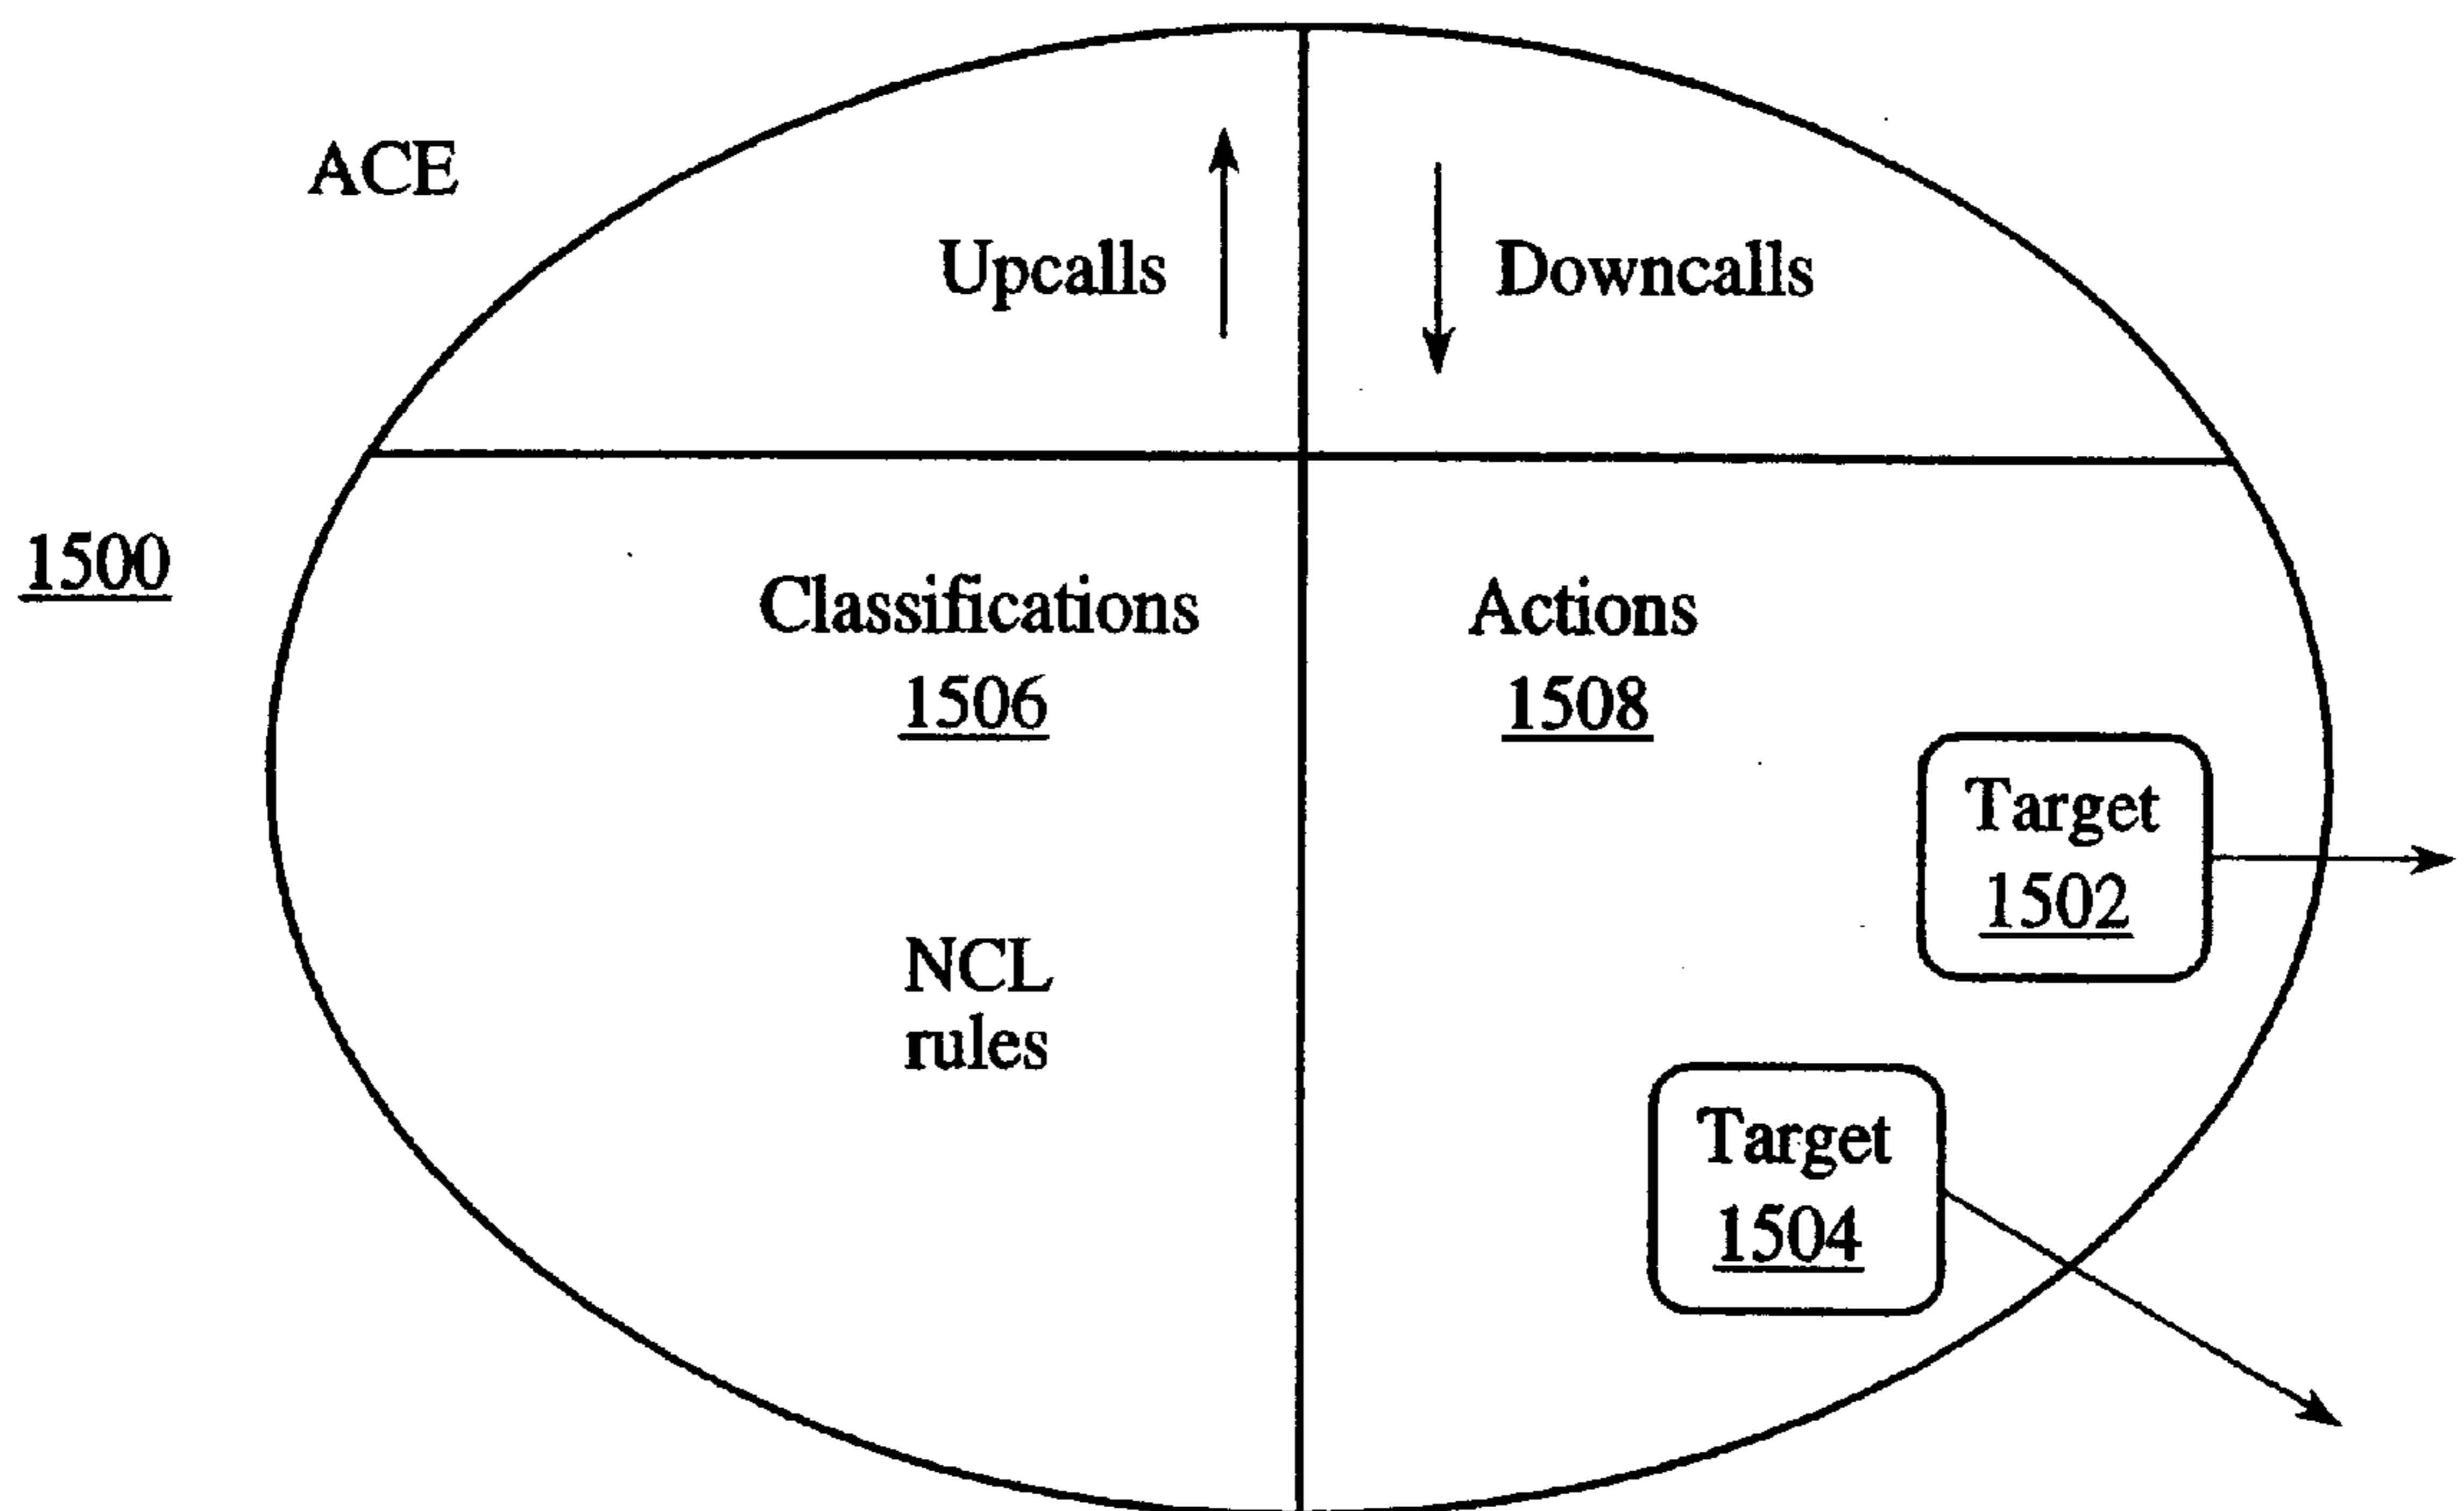 ACE
Upcalls
Downcalls
1500
Classifications
1506
Actions
1508
NCL
rules
Target
1502
Target
1504